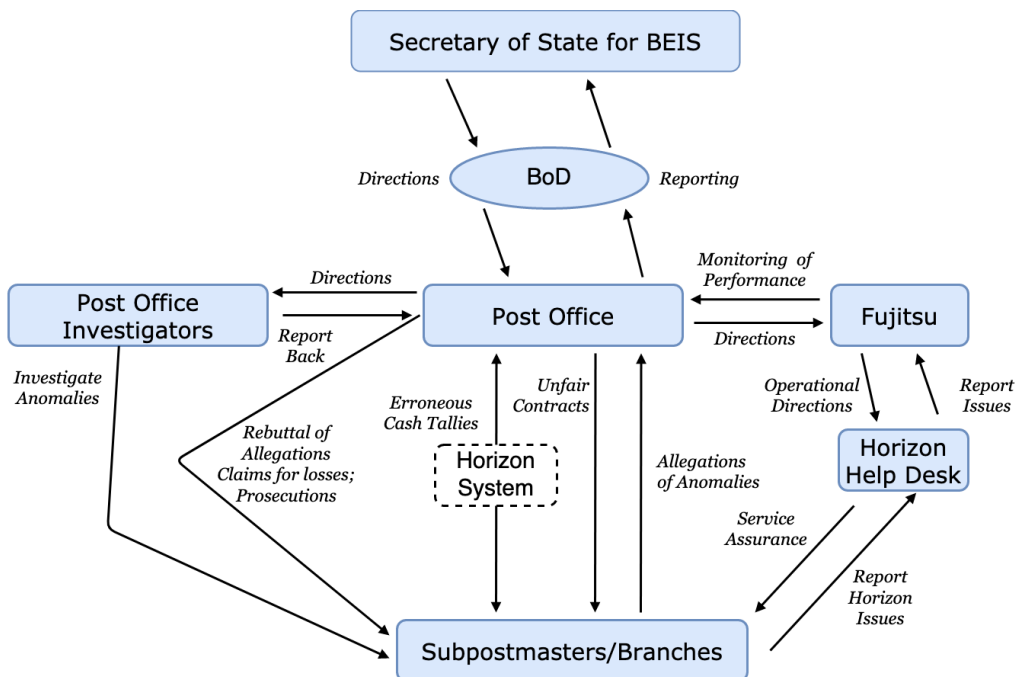 Secretary of State for BEIS
Directions
BoD
Reporting
Monitoring of
Performance
Directions
Post Office
Investigators
Post Office
Fujitsu
Report
Back
Directions
Investigate
Anomalies
Unfair
Contracts
Operational
Directions
Report
Issues
Erroneous
Cash Tallies
Rebuttal of
Allegations
Claims for losses;
Prosecutions
Horizon
System
Allegations
of Anomalies
Horizon
Help Desk
Service
Assurance
Report
Horizon
Issues
Subpostmasters/Branches